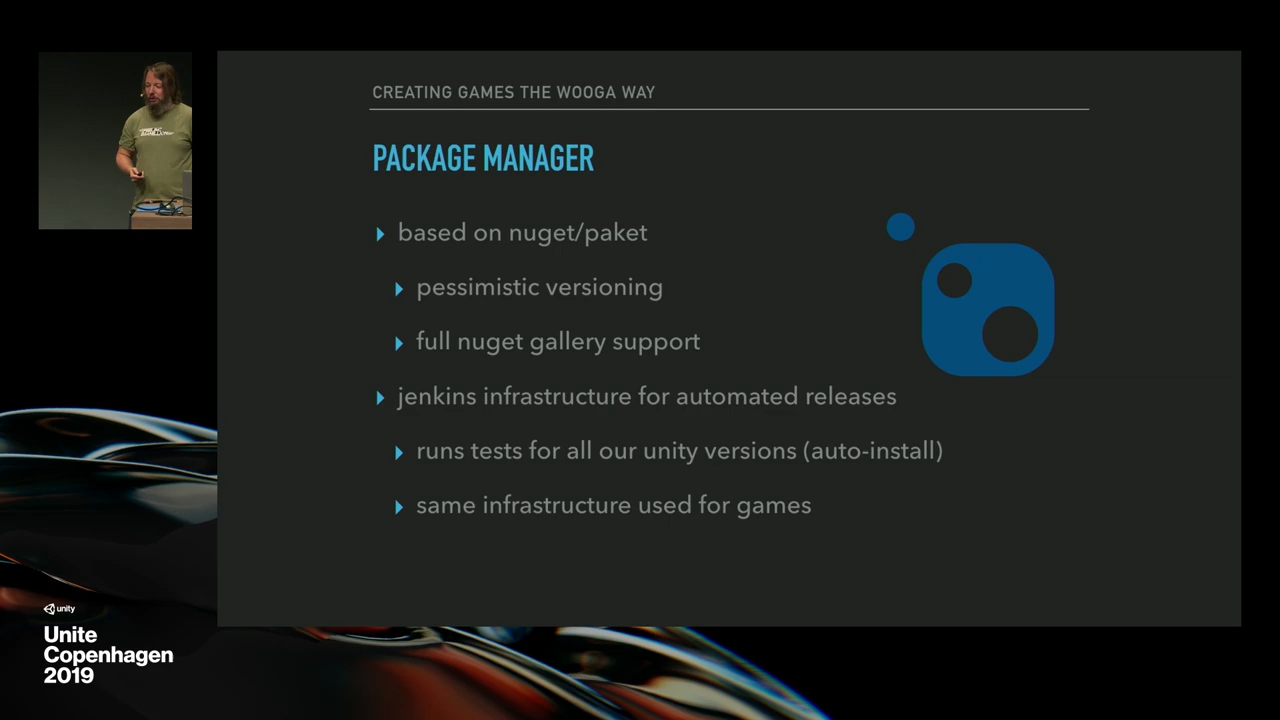 CREATING GAMES THE WOOGA WAY
PACKAGE MANAGER
based on nuget/paket
pessimistic versioning
full nuget gallery support
jenkins infrastructure for automated releases
runs tests for all our unity versions (auto-install)
same infrastructure used for games
unity
Unite
Copenhagen
2019